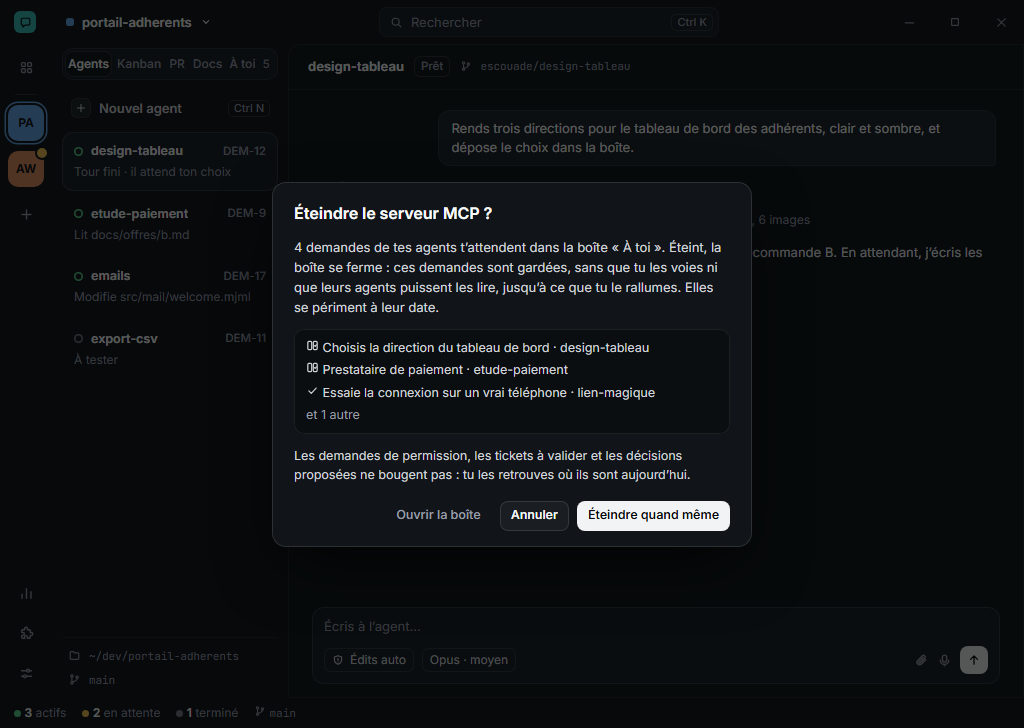 portail-adherents
Rechercher
Ctrl K
Agents Kanban PR Docs À toi 5
design-tableau Prêt escouade/design-tableau
PA
AW
Nouvel agent Ctrl N
design-tableau DEM-12
Tour fini · il attend ton choix
etude-paiement DEM-9
Lit docs/offres/b.md
emails DEM-17
Modifie src/mail/welcome.mjml
export-csv DEM-11
À tester
Rends trois directions pour le tableau de bord des adhérents, clair et sombre, et
dépose le choix dans la boîte.
, 6 images
commande B. En attendant, j’écris les
Éteindre le serveur MCP ?
4 demandes de tes agents t’attendent dans la boîte « À toi ». Éteint, la
boîte se ferme : ces demandes sont gardées, sans que tu les voies ni
que leurs agents puissent les lire, jusqu’à ce que tu le rallumes. Elles
se périment à leur date.
Choisis la direction du tableau de bord · design-tableau
Prestataire de paiement · etude-paiement
Essaie la connexion sur un vrai téléphone · lien-magique
et 1 autre
Les demandes de permission, les tickets à valider et les décisions
proposées ne bougent pas : tu les retrouves où ils sont aujourd’hui.
Ouvrir la boîte
Annuler
Éteindre quand même
Écris à l’agent…
Édits auto
Opus · moyen
~/dev/portail-adherents
main
3 actifs 2 en attente 1 terminé main